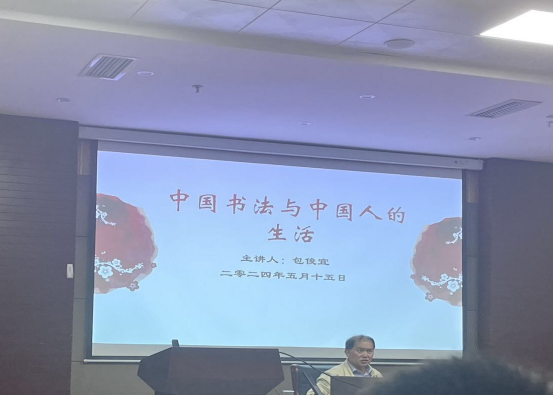 中国书法与中国人的
生活
主讲人：包俊宜
二零二四年五月十五日